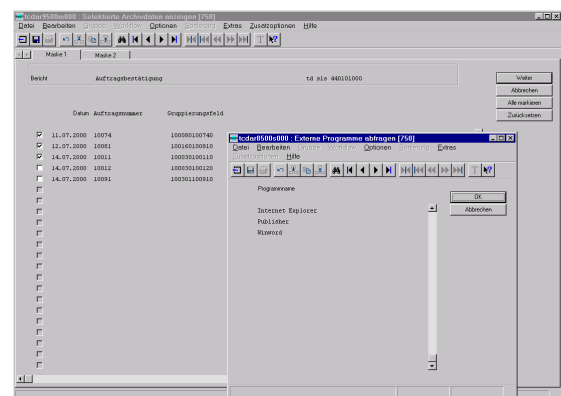 tcdar9500m000 : Selektierte Archivdaten anzeigen [750]
Datei Bearbeiten Gruppe Workflow Optionen Sortierung Extras Zusatzoptionen Hilfe
Maske 1 Maske 2
Bericht Auftragsbestätigung td sls 440101000
Weiter
Abbrechen
Alle markieren
Zurücksetzen
Datum Auftragsnummer Gruppierungsfeld
11.07.2000 10074 100080100740
12.07.2000 10081 100160100810
14.07.2000 10011 100030100110
14.07.2000 10012 100030100120
14.07.2000 10091 100301100910
tcdar0500s000 : Externe Programme abfragen [750]
Datei Bearbeiten Gruppe Workflow Optionen Sortierung Extras
Zusatzoptionen Hilfe
Programmname
OK
Abbrechen
Internet Explorer
Publisher
Winword